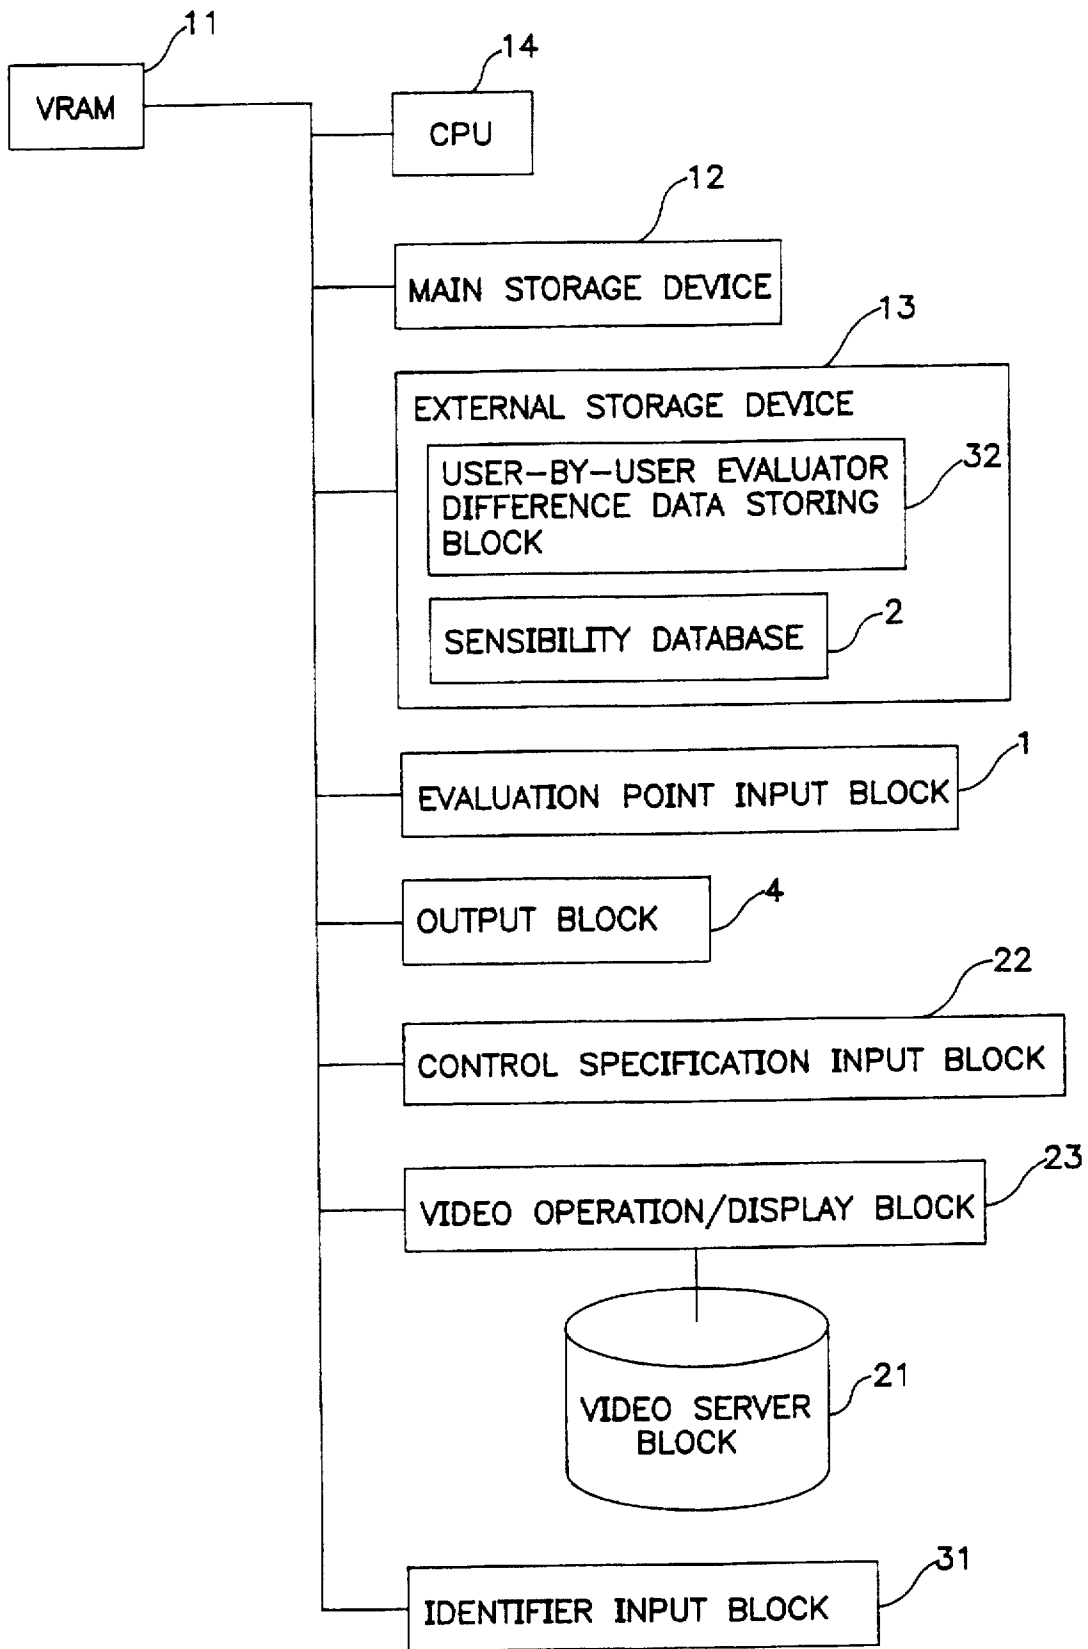 11
VRAM
14
CPU
12
MAIN STORAGE DEVICE
13
EXTERNAL STORAGE DEVICE
32
USER-BY-USER EVALUATOR
DIFFERENCE DATA STORING
BLOCK
2
SENSIBILITY DATABASE
1
EVALUATION POINT INPUT BLOCK
4
OUTPUT BLOCK
22
CONTROL SPECIFICATION INPUT BLOCK
23
VIDEO OPERATION/DISPLAY BLOCK
21
VIDEO SERVER
BLOCK
31
IDENTIFIER INPUT BLOCK